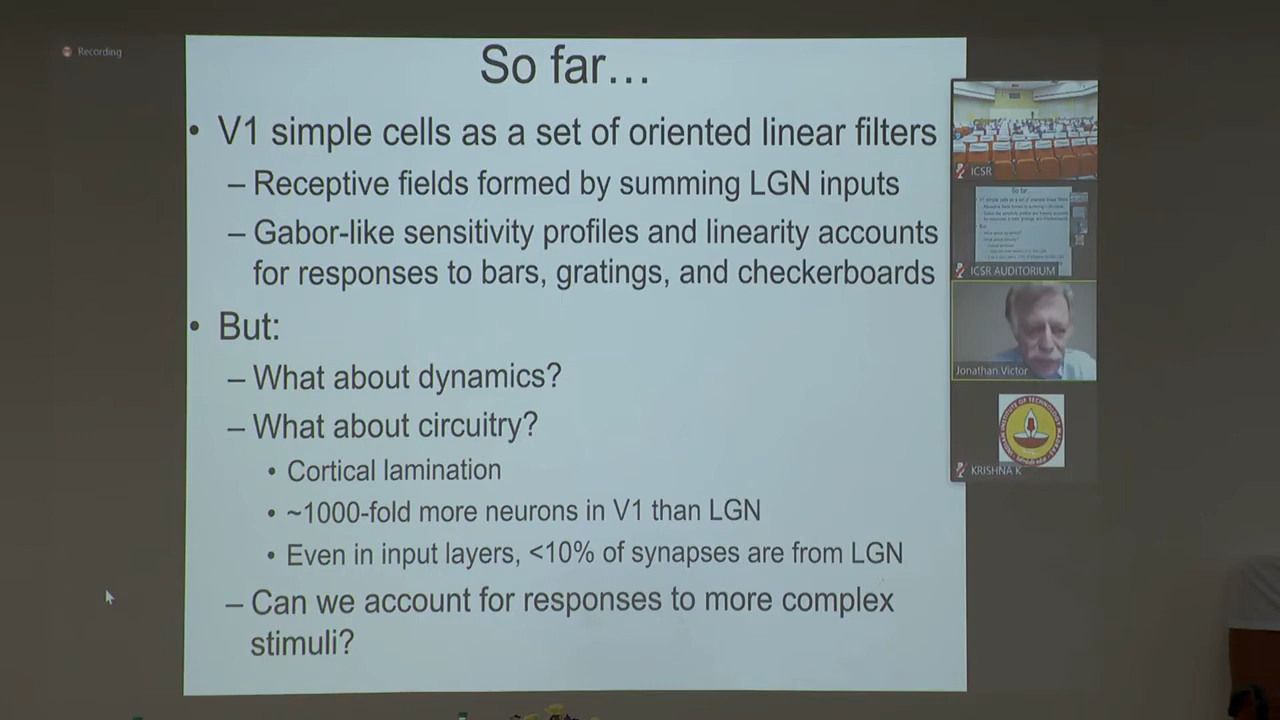 Recording
So far...
• V1 simple cells as a set of oriented linear filters
– Receptive fields formed by summing LGN inputs
– Gabor-like sensitivity profiles and linearity accounts
for responses to bars, gratings, and checkerboards
• But:
– What about dynamics?
– What about circuitry?
• Cortical lamination
• ~1000-fold more neurons in V1 than LGN
• Even in input layers, <10% of synapses are from LGN
– Can we account for responses to more complex
stimuli?
ICSR
So far
ICSR AUDITORIUM
Jonathan Victor
KRISHNA K